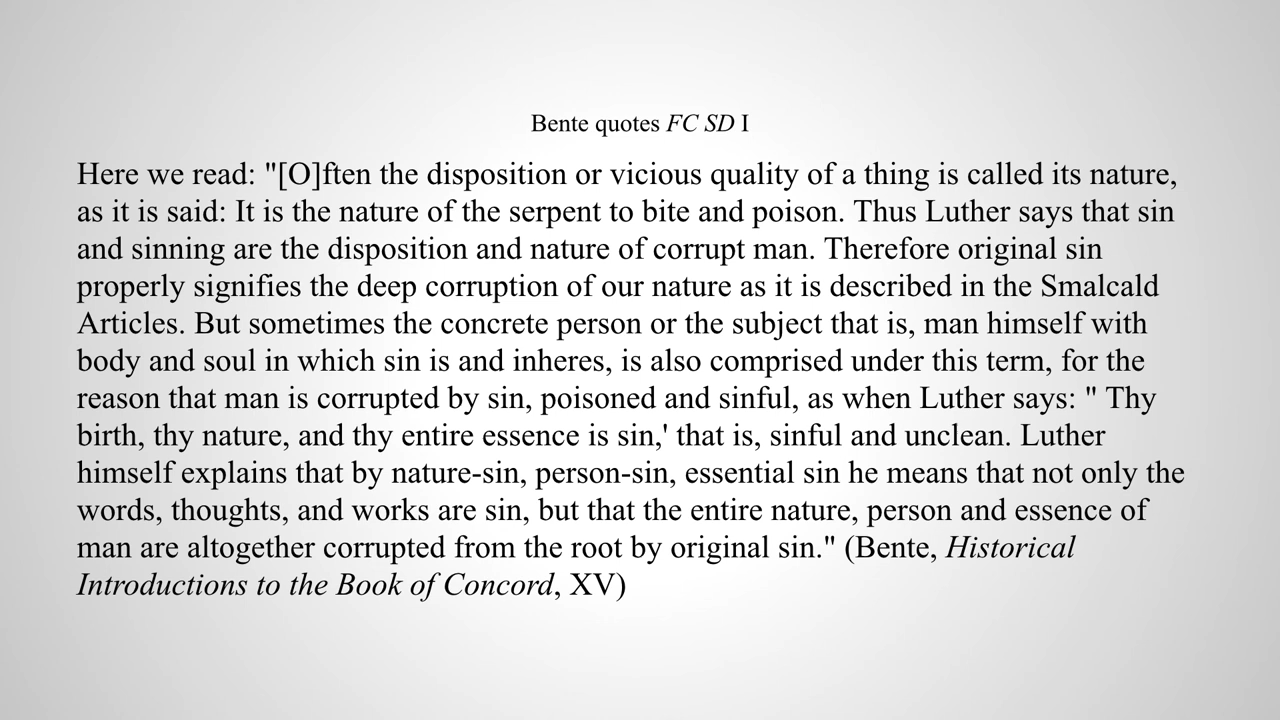 Bente quotes FC SD I
Here we read: "[O]ften the disposition or vicious quality of a thing is called its nature,
as it is said: It is the nature of the serpent to bite and poison. Thus Luther says that sin
and sinning are the disposition and nature of corrupt man. Therefore original sin
properly signifies the deep corruption of our nature as it is described in the Smalcald
Articles. But sometimes the concrete person or the subject that is, man himself with
body and soul in which sin is and inheres, is also comprised under this term, for the
reason that man is corrupted by sin, poisoned and sinful, as when Luther says: " Thy
birth, thy nature, and thy entire essence is sin,' that is, sinful and unclean. Luther
himself explains that by nature-sin, person-sin, essential sin he means that not only the
words, thoughts, and works are sin, but that the entire nature, person and essence of
man are altogether corrupted from the root by original sin." (Bente, Historical
Introductions to the Book of Concord, XV)